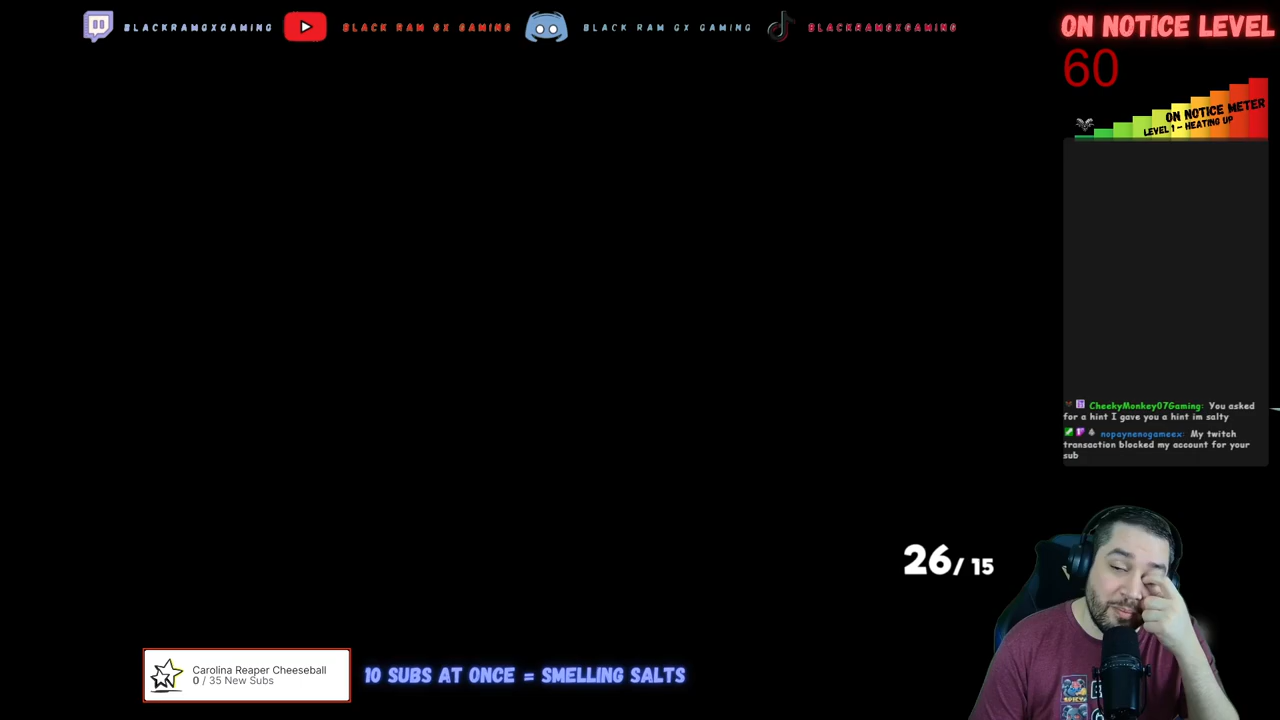 BLACKRAMGXGAMING BLACK RAM GX GAMING BLACK RAM GX GAMING BLACKRAMGXGAMING
ON NOTICE LEVEL
60
ON NOTICE METER
LEVEL 1 - HEATING UP
CheekyMonkey07Gaming: You asked
for a hint I gave you a hint im salty
nopaynenogameex: My twitch
transaction blocked my account for your
sub
26/ 15
Carolina Reaper Cheeseball
0 / 35 New Subs
10 SUBS AT ONCE = SMELLING SALTS